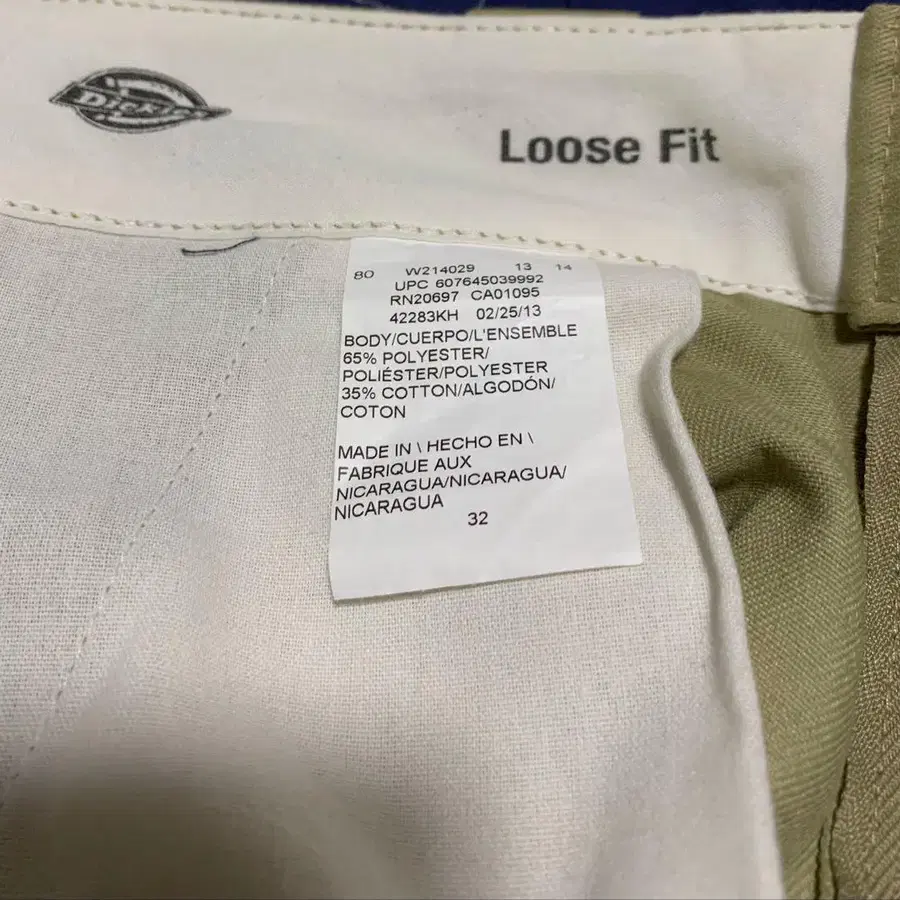 Dickies
Loose Fit
80 W214029 13 14
UPC 607645039992
RN20697 CA01095
42283KH 02/25/13
BODY/CUERPO/L'ENSEMBLE
65% POLYESTER/
POLIÉSTER/POLYESTER
35% COTTON/ALGODÓN/
COTON
MADE IN \ HECHO EN \
FABRIQUE AUX
NICARAGUA/NICARAGUA/
NICARAGUA
32